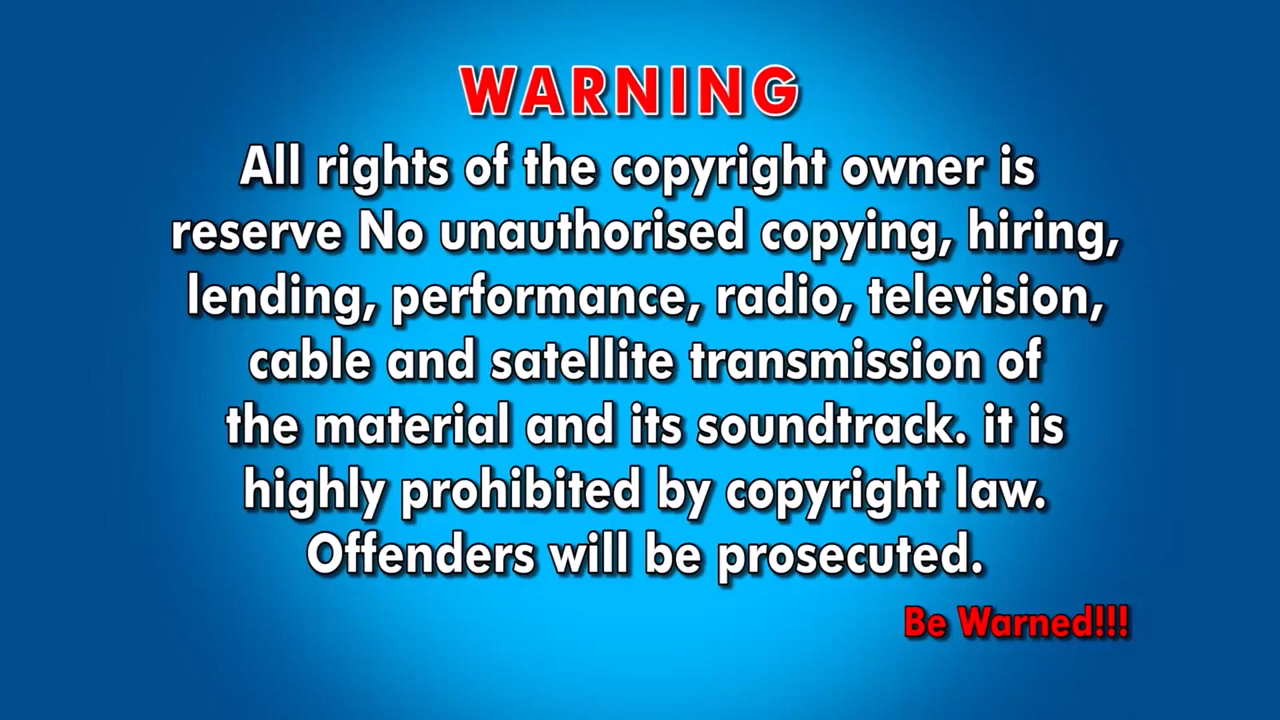 WARNING
All rights of the copyright owner is
reserve No unauthorised copying, hiring,
lending, performance, radio, television,
cable and satellite transmission of
the material and its soundtrack. it is
highly prohibited by copyright law.
Offenders will be prosecuted.
Be Warned!!!